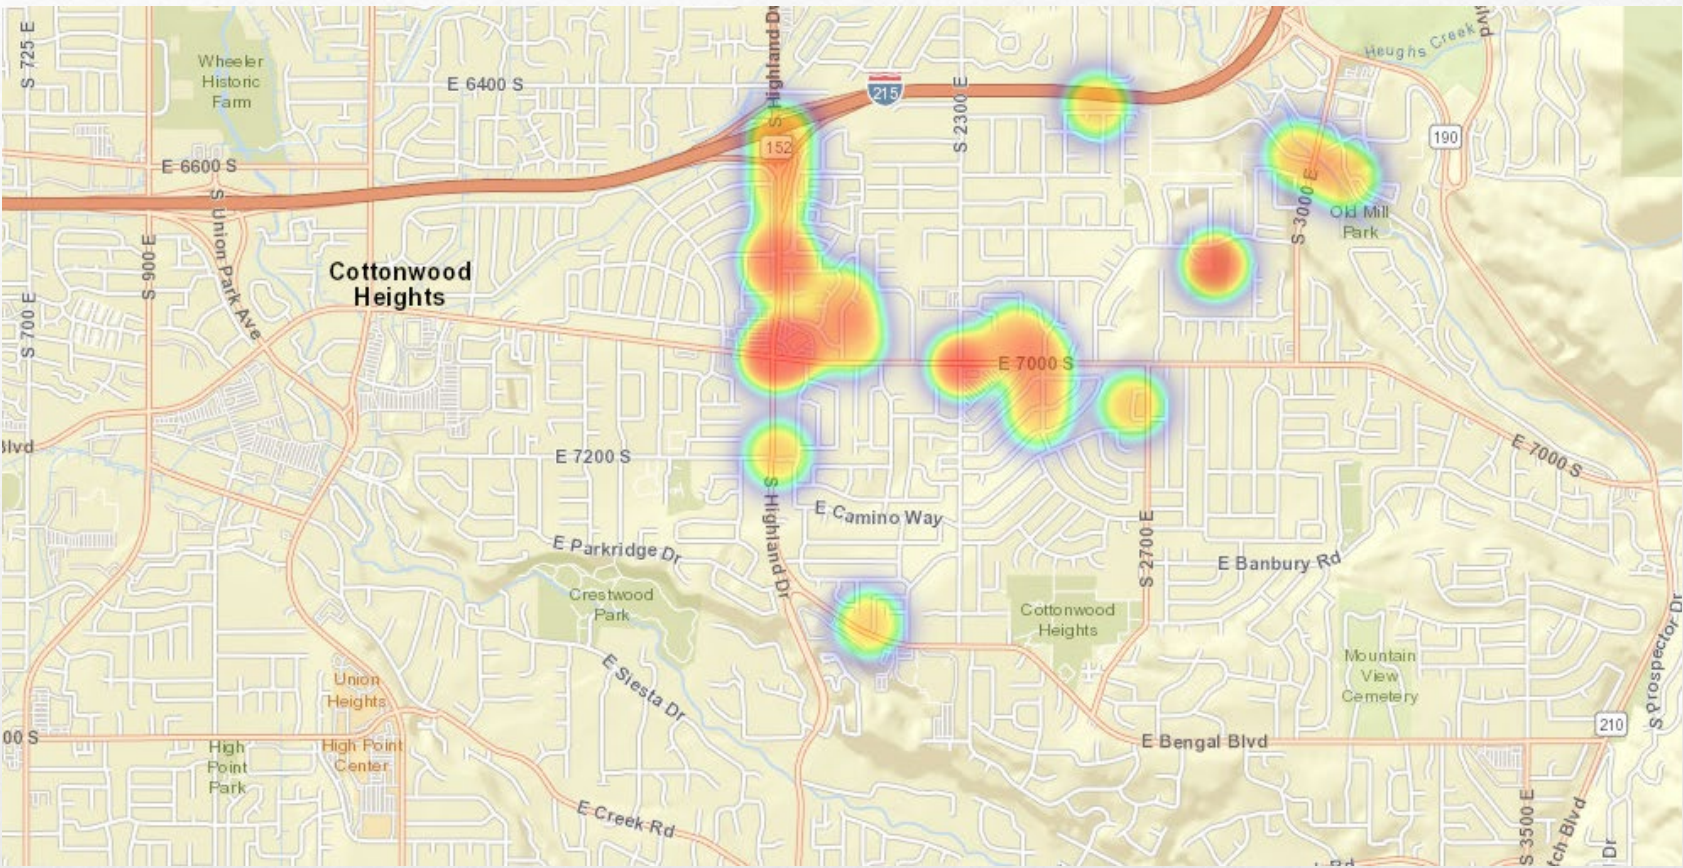 S 725 E
Wheeler
Historic
Farm
E 6400 S
S Highland Dr
215
S 2300 E
Heughs Creek
152
190
E 6600 S
S Union Park Ave
S 900 E
S 700 E
Cottonwood
Heights
S 3000 E
Old Mill
Park
E 7000 S
Blvd
E 7200 S
S Highland Dr
E Camino Way
E 7000 S
E Parkridge Dr
S 2700 E
E Banbury Rd
Crestwood
Park
Cottonwood
Heights
S Prospector Dr
E Siesta Dr
Mountain
View
Cemetery
Union
Heights
210
00 S
High
Point
Park
High Point
Center
E Bengal Blvd
E Creek Rd
S 3500 E
Dr